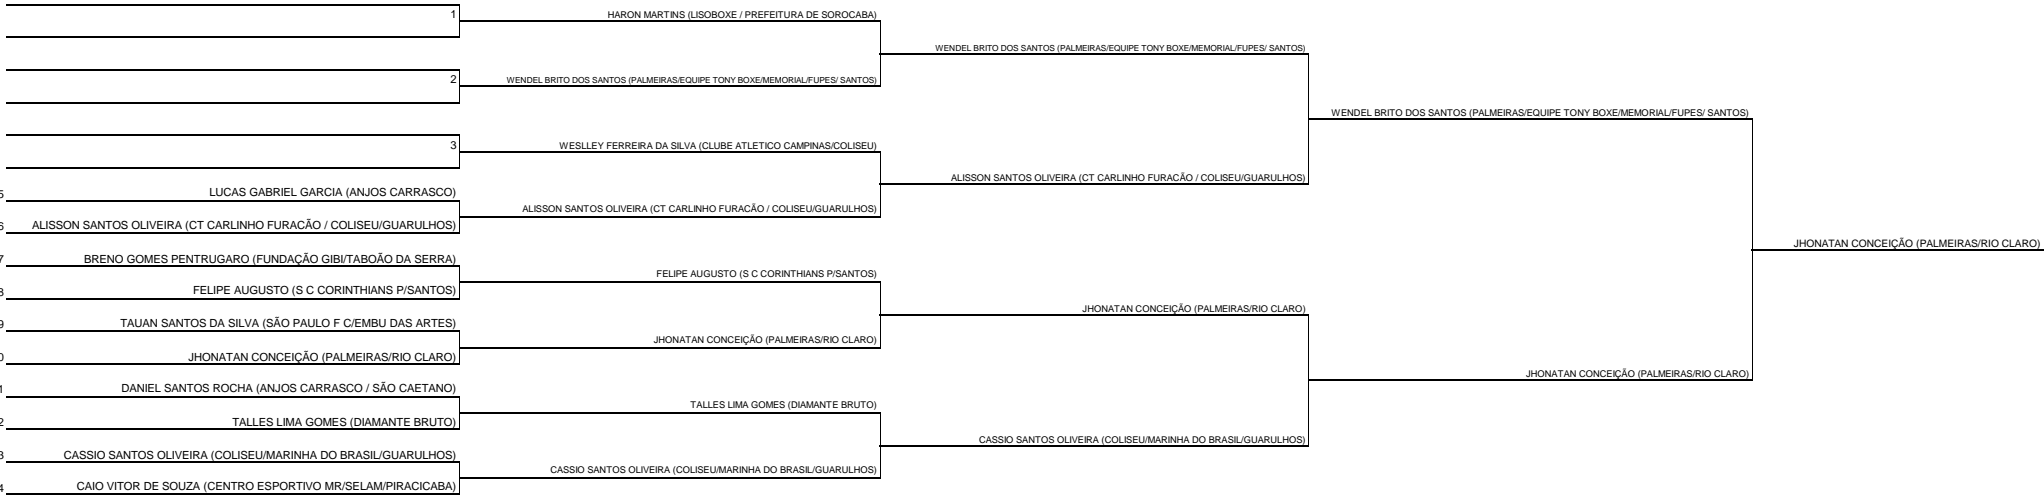 1
HARON MARTINS (LISOBOXE / PREFEITURA DE SOROCABA)
WENDEL BRITO DOS SANTOS (PALMEIRAS/EQUIPE TONY BOXE/MEMORIAL/FUPES/ SANTOS)
2
WENDEL BRITO DOS SANTOS (PALMEIRAS/EQUIPE TONY BOXE/MEMORIAL/FUPES/ SANTOS)
WENDEL BRITO DOS SANTOS (PALMEIRAS/EQUIPE TONY BOXE/MEMORIAL/FUPES/ SANTOS)
3
WESLLEY FERREIRA DA SILVA (CLUBE ATLETICO CAMPINAS/COLISEU)
ALISSON SANTOS OLIVEIRA (CT CARLINHO FURACÃO / COLISEU/GUARULHOS)
5 LUCAS GABRIEL GARCIA (ANJOS CARRASCO)
ALISSON SANTOS OLIVEIRA (CT CARLINHO FURACÃO / COLISEU/GUARULHOS)
6 ALISSON SANTOS OLIVEIRA (CT CARLINHO FURACÃO / COLISEU/GUARULHOS)
JHONATAN CONCEIÇÃO (PALMEIRAS/RIO CLARO)
7 BRENO GOMES PENTRUGARO (FUNDAÇÃO GIBI/TABOÃO DA SERRA)
FELIPE AUGUSTO (S C CORINTHIANS P/SANTOS)
8 FELIPE AUGUSTO (S C CORINTHIANS P/SANTOS)
JHONATAN CONCEIÇÃO (PALMEIRAS/RIO CLARO)
9 TAUAN SANTOS DA SILVA (SÃO PAULO F C/EMBU DAS ARTES)
JHONATAN CONCEIÇÃO (PALMEIRAS/RIO CLARO)
0 JHONATAN CONCEIÇÃO (PALMEIRAS/RIO CLARO)
JHONATAN CONCEIÇÃO (PALMEIRAS/RIO CLARO)
1 DANIEL SANTOS ROCHA (ANJOS CARRASCO / SÃO CAETANO)
TALLES LIMA GOMES (DIAMANTE BRUTO)
2 TALLES LIMA GOMES (DIAMANTE BRUTO)
CASSIO SANTOS OLIVEIRA (COLISEU/MARINHA DO BRASIL/GUARULHOS)
3 CASSIO SANTOS OLIVEIRA (COLISEU/MARINHA DO BRASIL/GUARULHOS)
CASSIO SANTOS OLIVEIRA (COLISEU/MARINHA DO BRASIL/GUARULHOS)
4 CAIO VITOR DE SOUZA (CENTRO ESPORTIVO MR/SELAM/PIRACICABA)